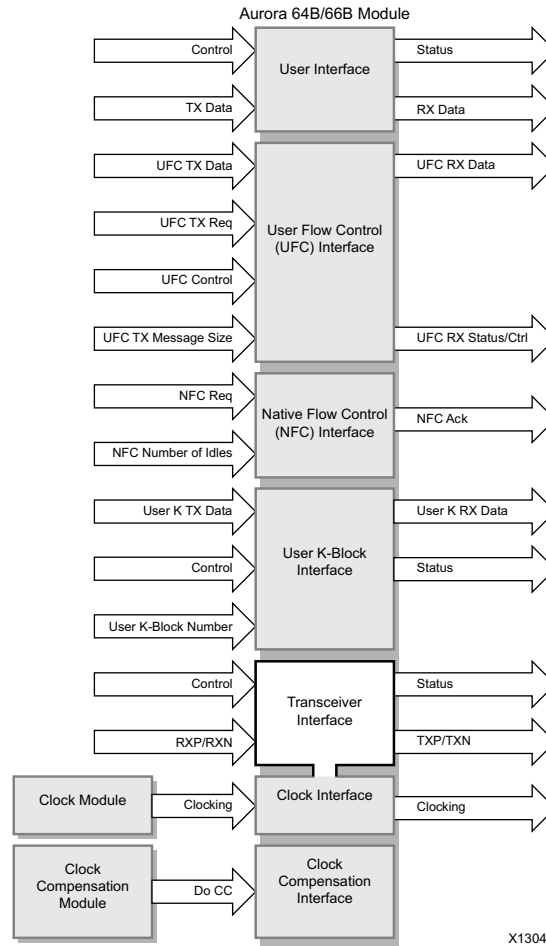 Aurora 64B/66B Module
Control
User Interface
Status
TX Data
RX Data
UFC TX Data
UFC RX Data
UFC TX Req
User Flow Control
(UFC) Interface
UFC Control
UFC TX Message Size
UFC RX Status/Ctrl
NFC Req
Native Flow Control
(NFC) Interface
NFC Ack
NFC Number of Idles
User K TX Data
User K RX Data
User K-Block
Interface
Control
Status
User K-Block Number
Control
Transceiver
Interface
Status
RXP/RXN
TXP/TXN
Clock Module
Clocking
Clock Interface
Clocking
Clock
Compensation
Module
Do CC
Clock
Compensation
Interface
X1304